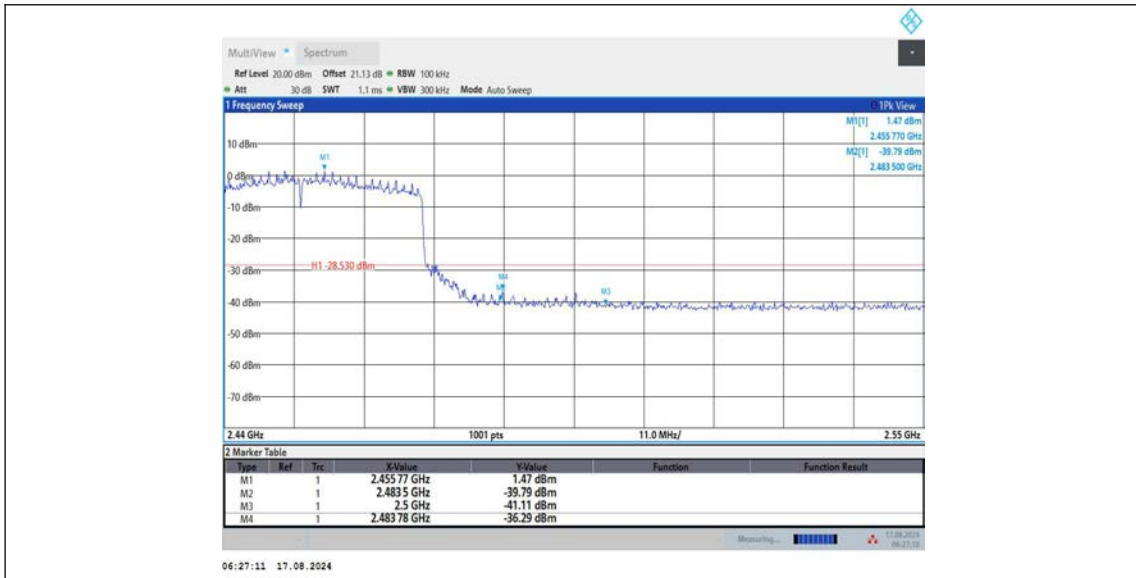 MultiView Spectrum
Ref Level 20.00 dBm Offset 21.13 dB RBW 100 kHz
Att 30 dB SWT 1.1 ms VBW 300 kHz Mode Auto Sweep
1 Frequency Sweep 1Pk View
M1[1] 1.47 dBm
2.455 770 GHz
M2[1] -39.79 dBm
2.483 500 GHz
10 dBm
M1
0 dBm
-10 dBm
-20 dBm
H1 -28.530 dBm
-30 dBm
M4
M3
-40 dBm
-50 dBm
-60 dBm
-70 dBm
2.44 GHz 1001 pts 11.0 MHz/ 2.55 GHz
2 Marker Table
Type Ref Trc X-Value Y-Value Function Function Result
M1 1 2.455 77 GHz 1.47 dBm
M2 1 2.483 5 GHz -39.79 dBm
M3 1 2.5 GHz -41.11 dBm
M4 1 2.483 78 GHz -36.29 dBm
Measuring... 17.08.2024
06:27:10
06:27:11 17.08.2024